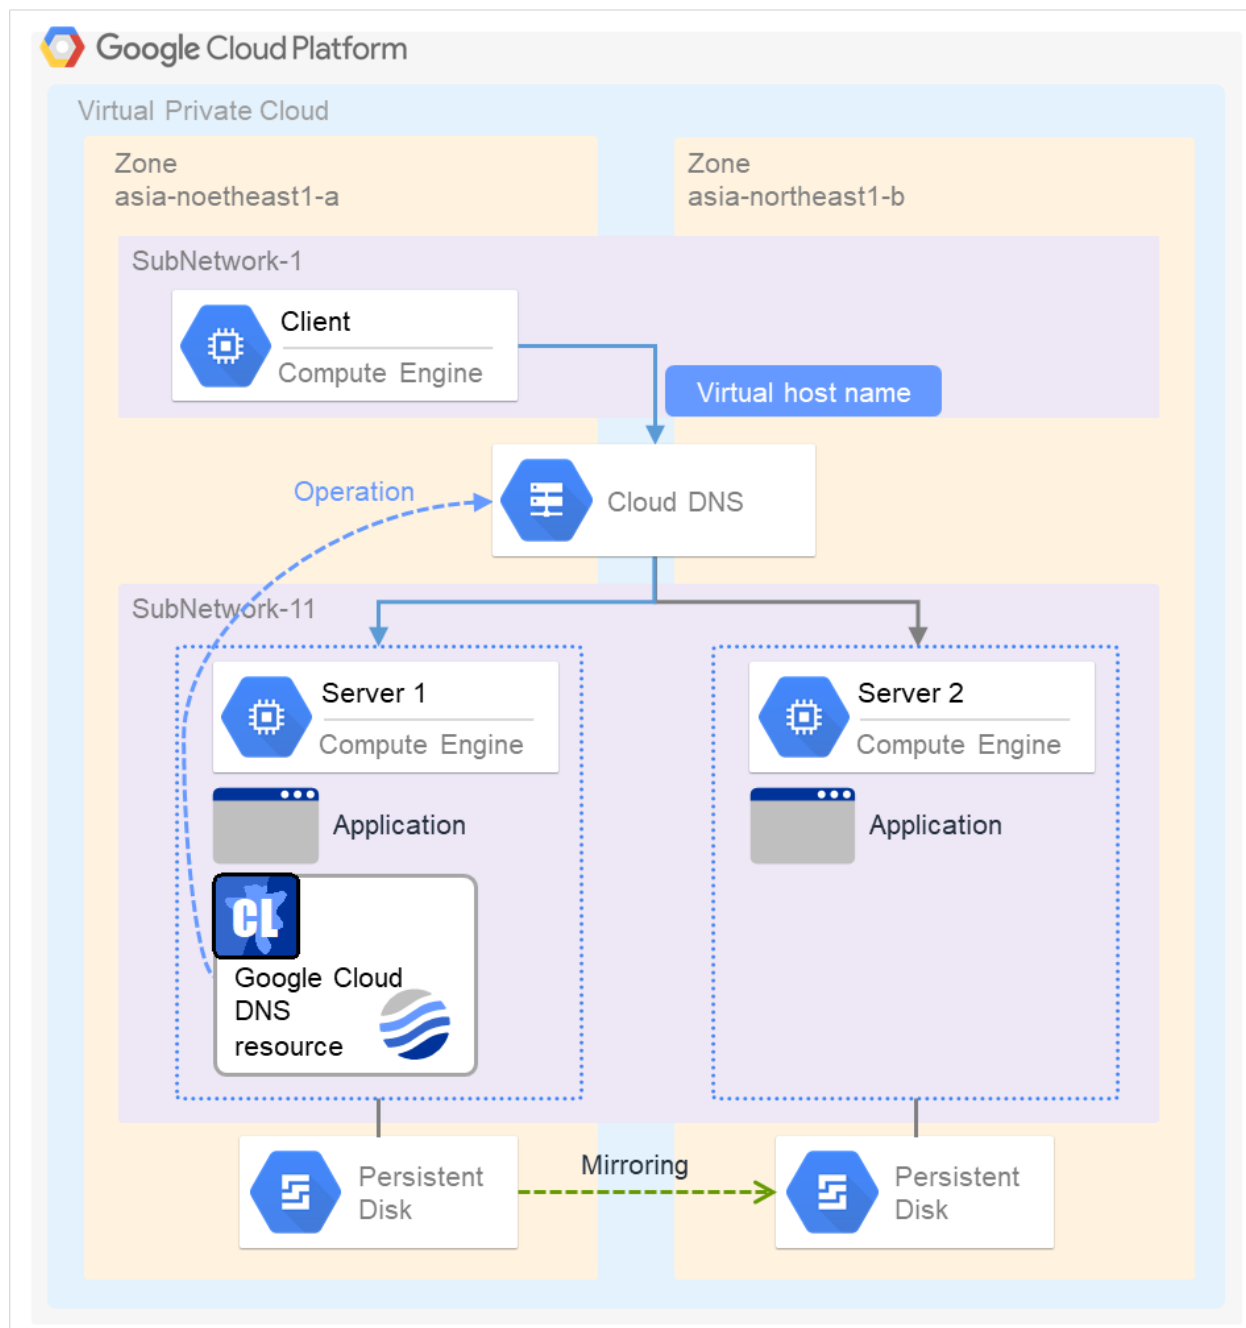 Google Cloud Platform
Virtual Private Cloud
Zone
asia-noetheast1-a
Zone
asia-northeast1-b
SubNetwork-1
Client
Compute Engine
Virtual host name
Operation
Cloud DNS
SubNetwork-11
Server 1
Compute Engine
Server 2
Compute Engine
Application
Application
CL
Google Cloud
DNS
resource
Persistent
Disk
Mirroring
Persistent
Disk